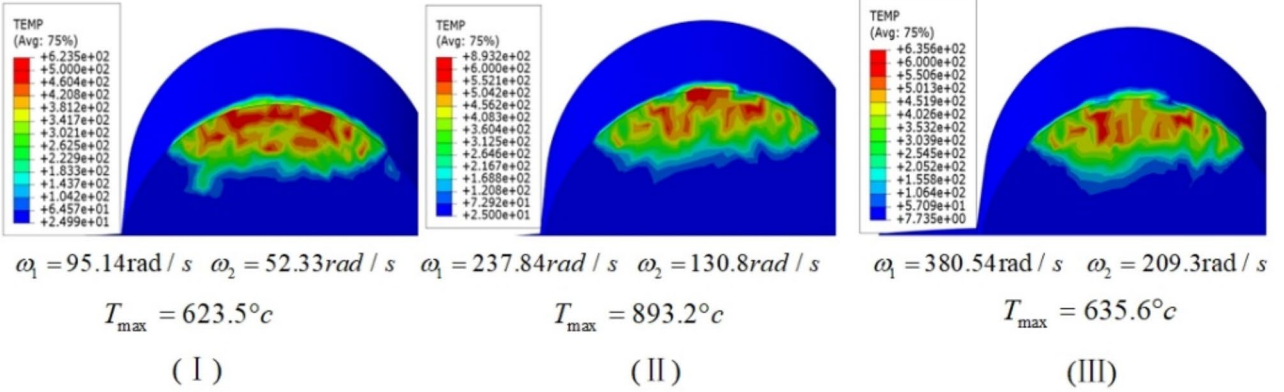 TEMP
(Avg: 75%)
+6.235e+02
+5.000e+02
+4.604e+02
+4.208e+02
+3.812e+02
+3.417e+02
+3.021e+02
+2.625e+02
+2.229e+02
+1.833e+02
+1.437e+02
+1.042e+02
+6.457e+01
+2.499e+01
ω₁ = 95.14rad / s ω₂ = 52.33rad / s
T max = 623.5°c
(Ⅰ)
TEMP
(Avg: 75%)
+8.932e+02
+6.000e+02
+5.521e+02
+5.042e+02
+4.562e+02
+4.083e+02
+3.604e+02
+3.125e+02
+2.646e+02
+2.167e+02
+1.688e+02
+1.208e+02
+7.292e+01
+2.500e+01
ω₁ = 237.84rad / s ω₂ = 130.8rad / s
T max = 893.2°c
(Ⅱ)
TEMP
(Avg: 75%)
+6.356e+02
+6.000e+02
+5.506e+02
+5.013e+02
+4.519e+02
+4.026e+02
+3.532e+02
+3.039e+02
+2.545e+02
+2.052e+02
+1.558e+02
+1.064e+02
+5.709e+01
+7.735e+00
ω₁ = 380.54rad / s ω₂ = 209.3rad / s
T max = 635.6°c
(Ⅲ)